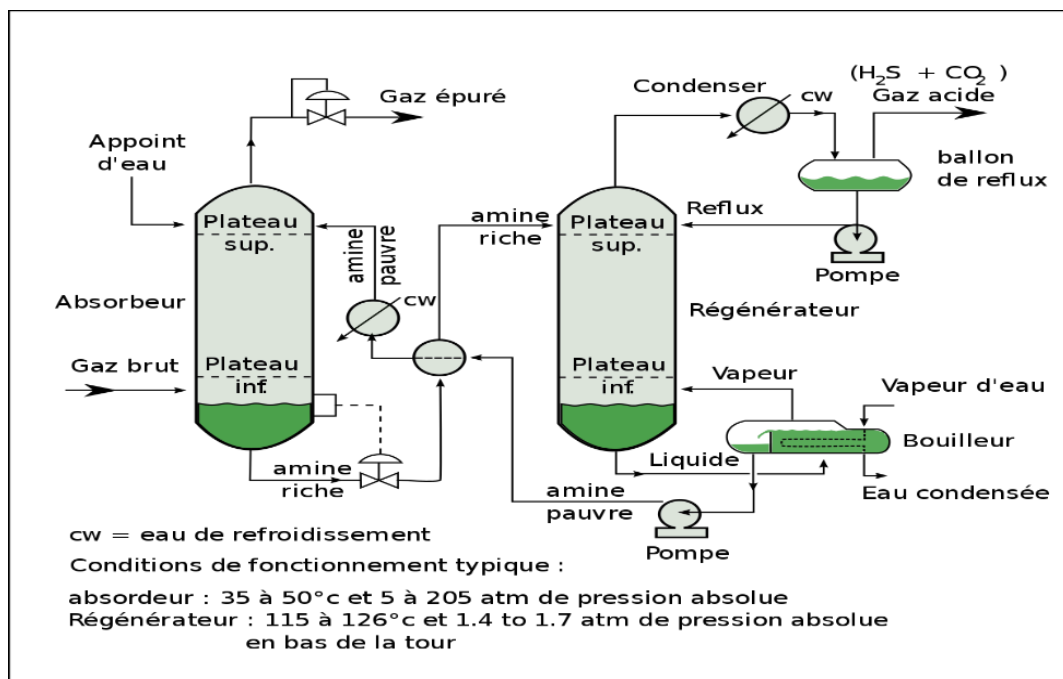 (H₂S + CO₂ )
Condenser
cw
Gaz acide
Gaz épuré
Appoint
d'eau
ballon
de reflux
Plateau
sup.
amine
pauvre
amine
riche
Plateau
sup.
Reflux
Pompe
Absorbeur
cw
Régénérateur
Gaz brut
Plateau
inf.
Plateau
inf.
Vapeur
Vapeur d'eau
Bouilleur
Liquide
amine
riche
amine
pauvre
Eau condensée
Pompe
cw = eau de refroidissement
Conditions de fonctionnement typique :
absordeur : 35 à 50°c et 5 à 205 atm de pression absolue
Régénérateur : 115 à 126°c et 1.4 to 1.7 atm de pression absolue
en bas de la tour